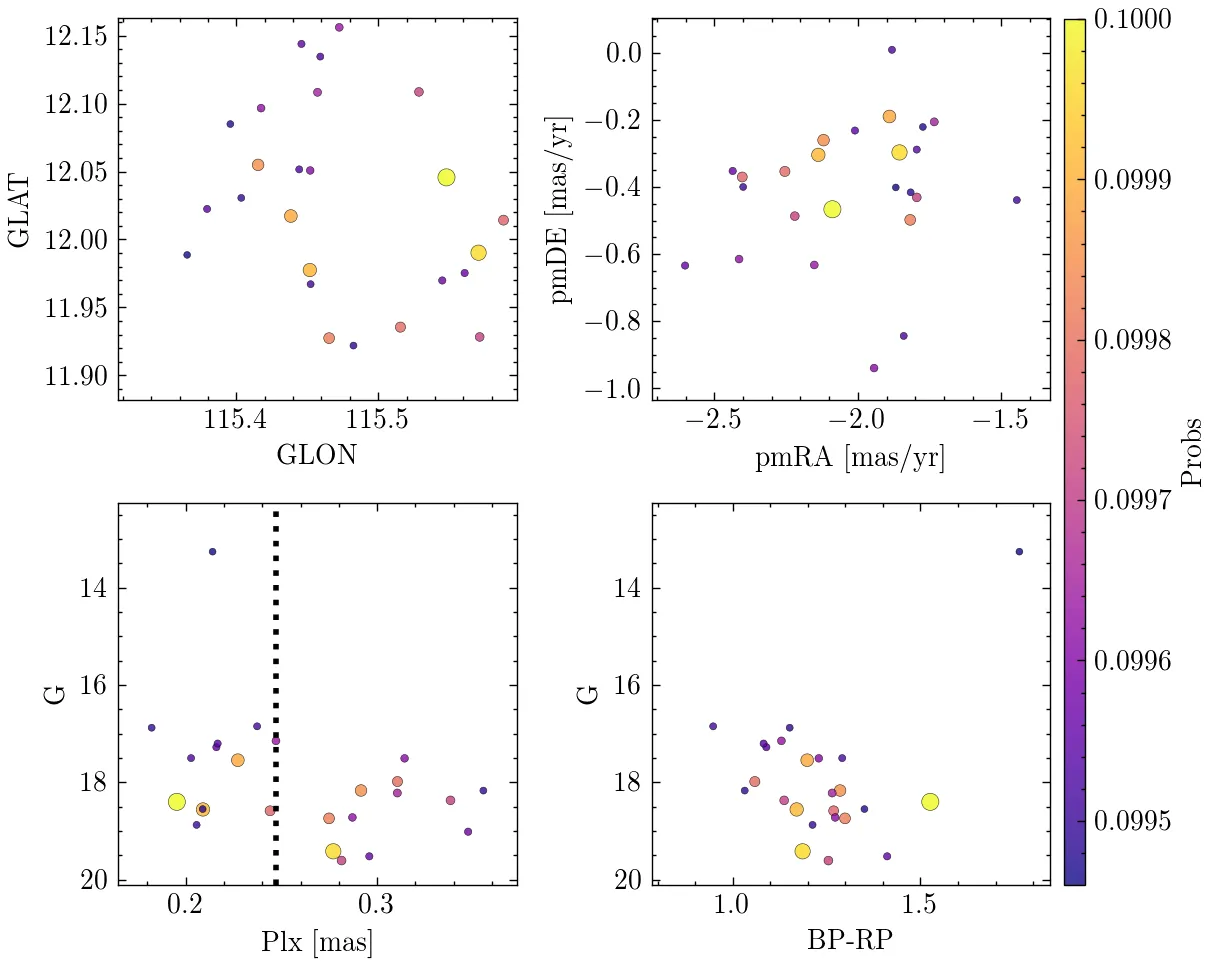 12.15
12.10
12.05
12.00
11.95
11.90
GLAT
115.4 115.5
GLON
0.0
−0.2
−0.4
−0.6
−0.8
−1.0
pmDE [mas/yr]
−2.5 −2.0 −1.5
pmRA [mas/yr]
14
16
18
20
G
0.2 0.3
Plx [mas]
14
16
18
20
G
1.0 1.5
BP-RP
0.1000
0.0999
0.0998
0.0997
0.0996
0.0995
Probs